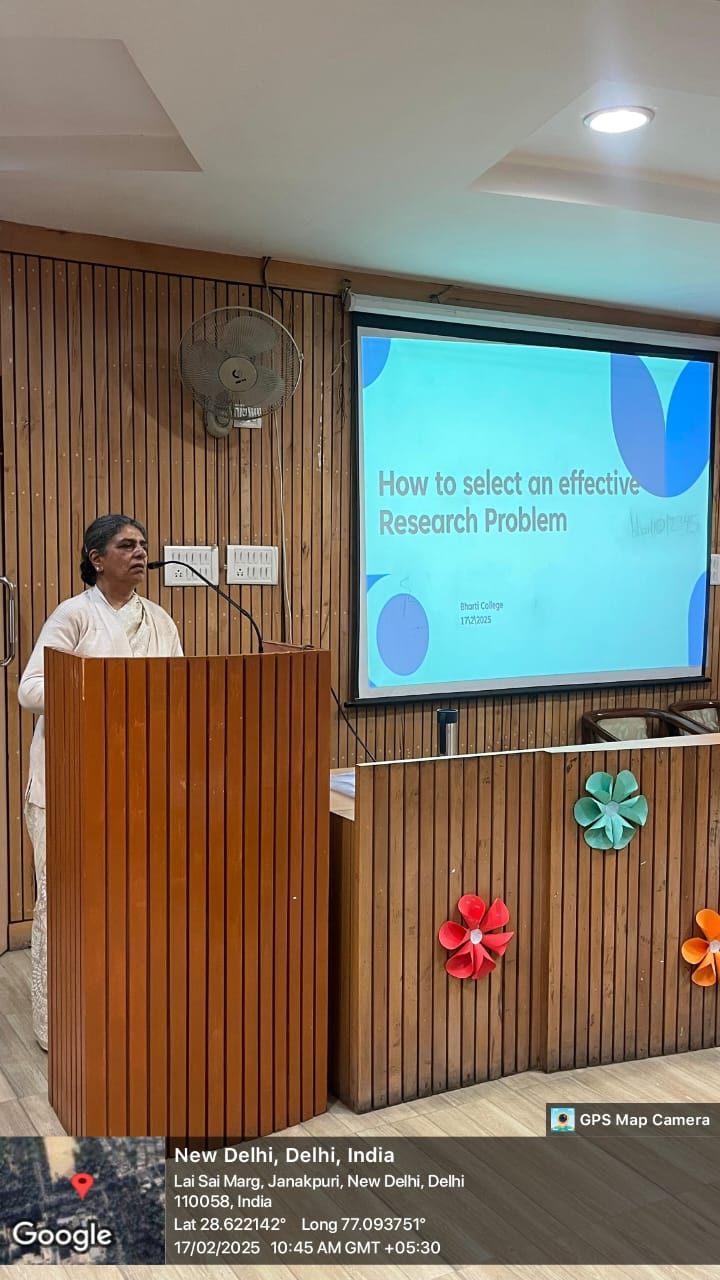 How to select an effective
Research Problem
Bharti College
17\2\2025
GPS Map Camera
New Delhi, Delhi, India
Lai Sai Marg, Janakpuri, New Delhi, Delhi
110058, India
Lat 28.622142° Long 77.093751°
17/02/2025 10:45 AM GMT +05:30
Google